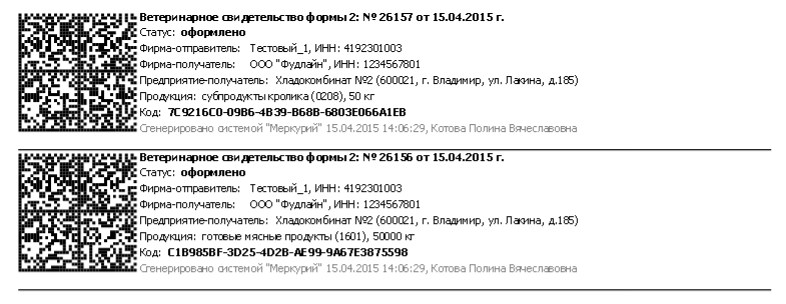 Ветеринарное свидетельство формы 2: № 26157 от 15.04.2015 г.
Статус: оформлено
Фирма-отправитель: Тестовый_1, ИНН: 4192301003
Фирма-получатель: ООО "Фудлайн", ИНН: 1234567801
Предприятие-получатель: Хладокомбинат №2 (600021, г. Владимир, ул. Лакина, д.185)
Продукция: субпродукты кролика (0208), 50 кг
Код: 7C9216C0-09B6-4B39-B68B-6803E066A1EB
Сгенерировано системой "Меркурий" 15.04.2015 14:06:29, Котова Полина Вячеславовна
Ветеринарное свидетельство формы 2: № 26156 от 15.04.2015 г.
Статус: оформлено
Фирма-отправитель: Тестовый_1, ИНН: 4192301003
Фирма-получатель: ООО "Фудлайн", ИНН: 1234567801
Предприятие-получатель: Хладокомбинат №2 (600021, г. Владимир, ул. Лакина, д.185)
Продукция: готовые мясные продукты (1601), 50000 кг
Код: C1B985BF-3D25-4D2B-AE99-9A67E3875598
Сгенерировано системой "Меркурий" 15.04.2015 14:06:29, Котова Полина Вячеславовна